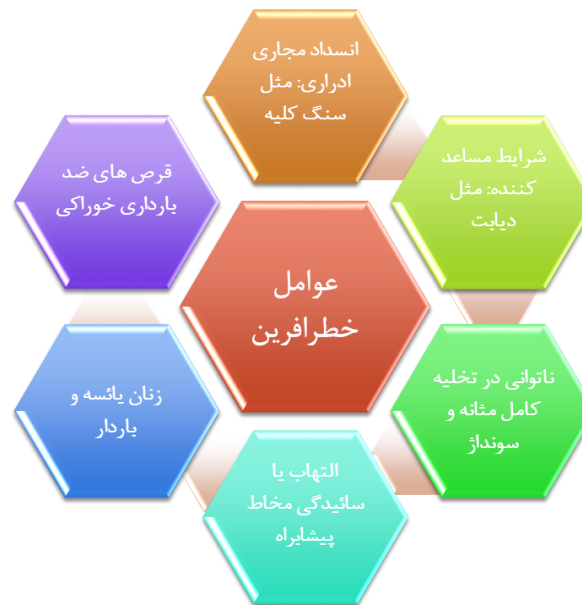 انسداد مجاری
ادراری: مثل
سنگ کلیه
شرایط مساعد
کننده: مثل
دیابت
ناتوانی در تخلیه
کامل مثانه و
سونداژ
التهاب یا
سائیدگی مخاط
پیشابراه
زنان یائسه و
باردار
قرص های ضد
بارداری خوراکی
عوامل
خطرافرین